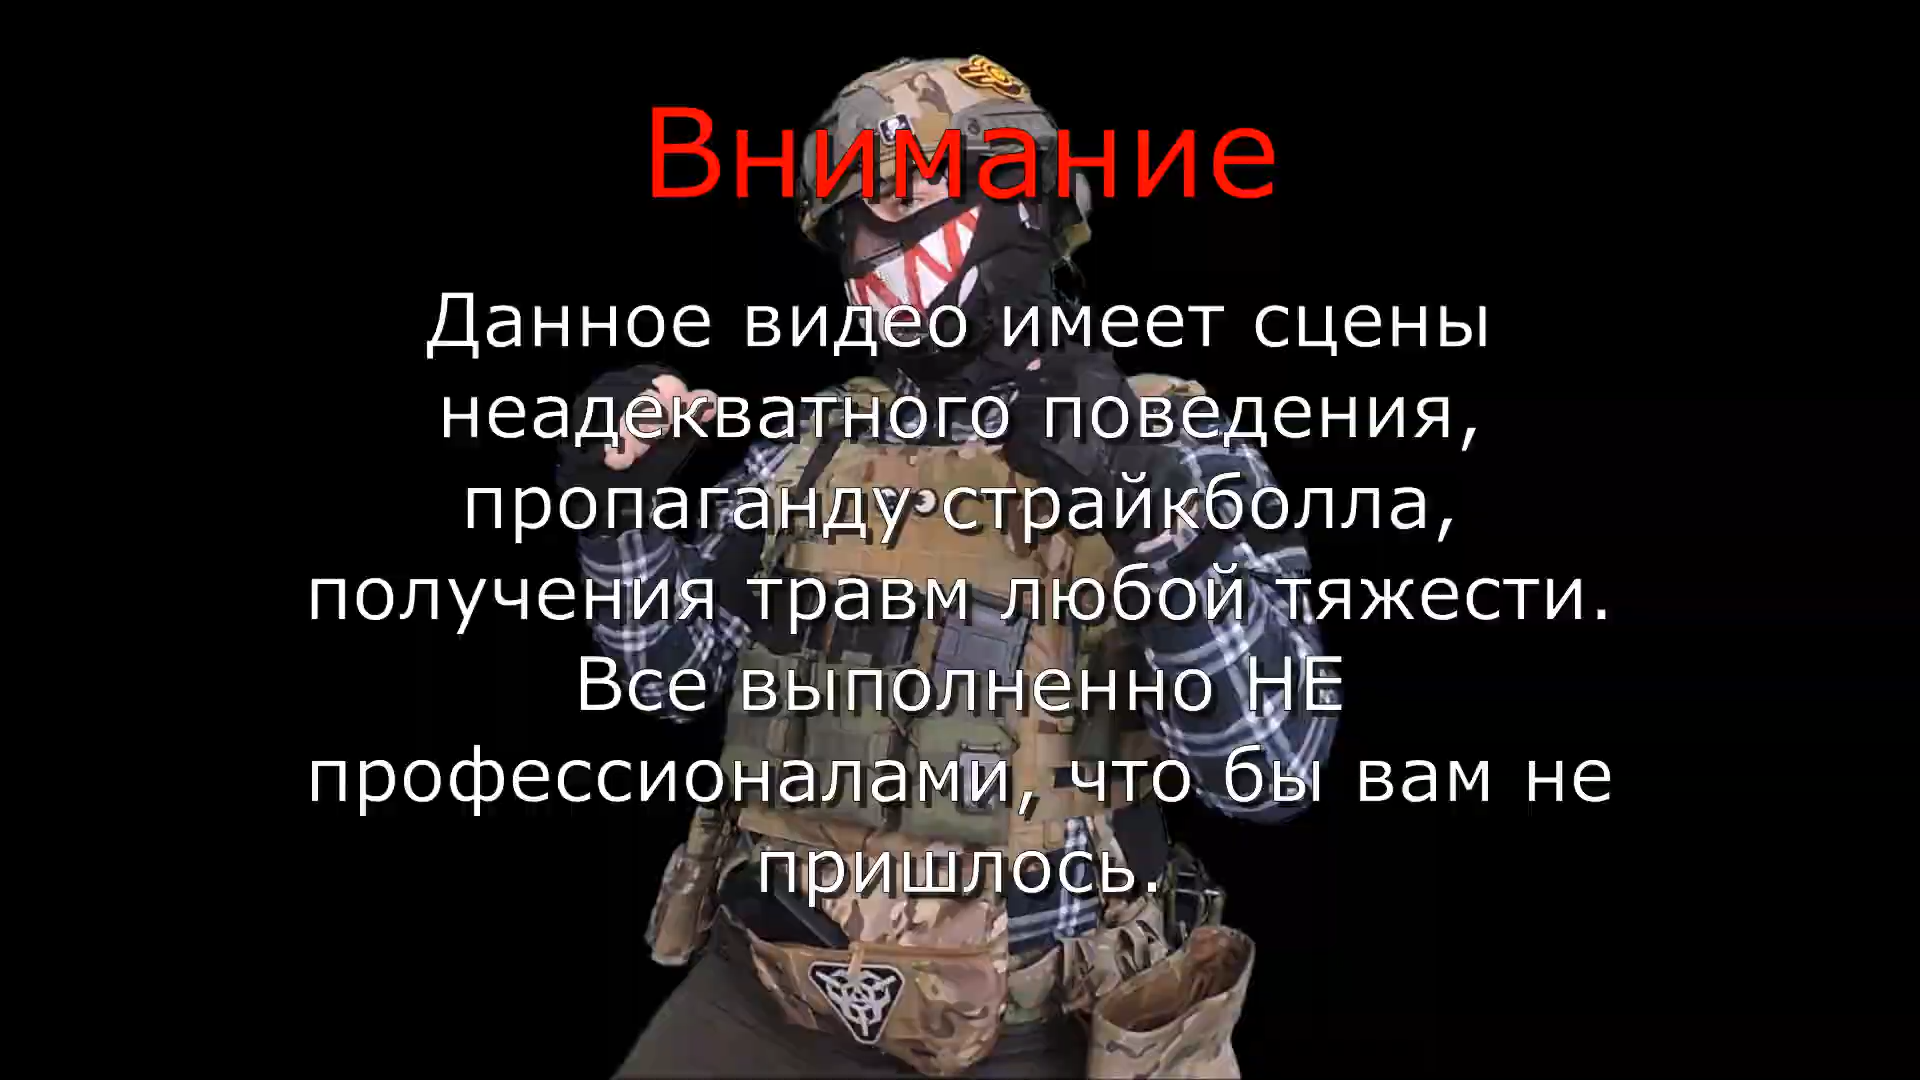 Внимание
Данное видео имеет сцены
неадекватного поведения,
пропаганду страйкболла,
получения травм любой тяжести.
Все выполненно НЕ
профессионалами, что бы вам не
пришлось.